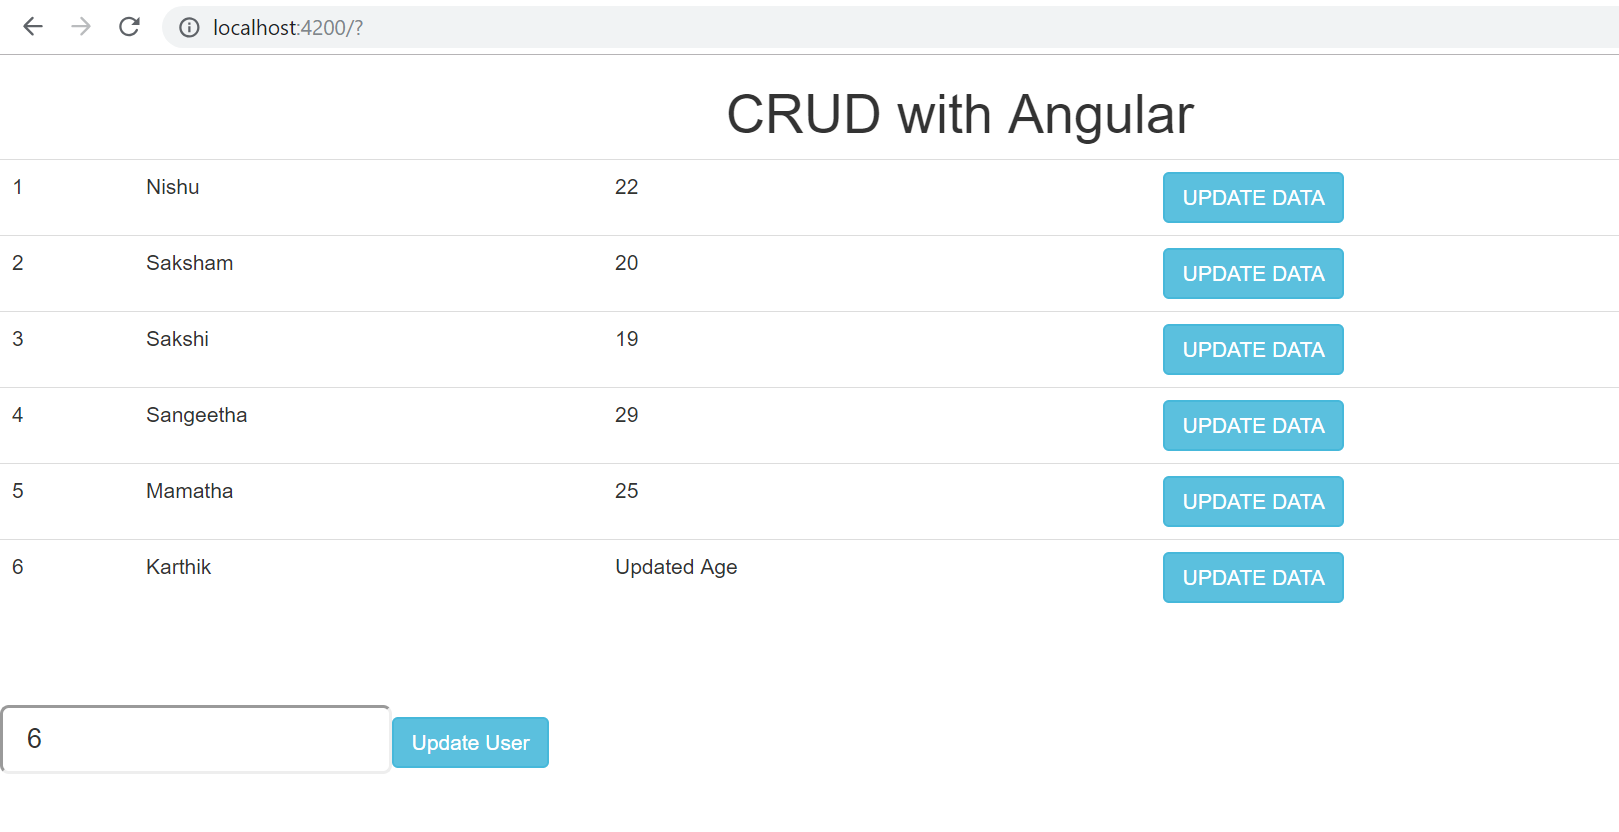 localhost:4200/?
CRUD with Angular
1 Nishu 22 UPDATE DATA
2 Saksham 20 UPDATE DATA
3 Sakshi 19 UPDATE DATA
4 Sangeetha 29 UPDATE DATA
5 Mamatha 25 UPDATE DATA
6 Karthik Updated Age UPDATE DATA
6 Update User